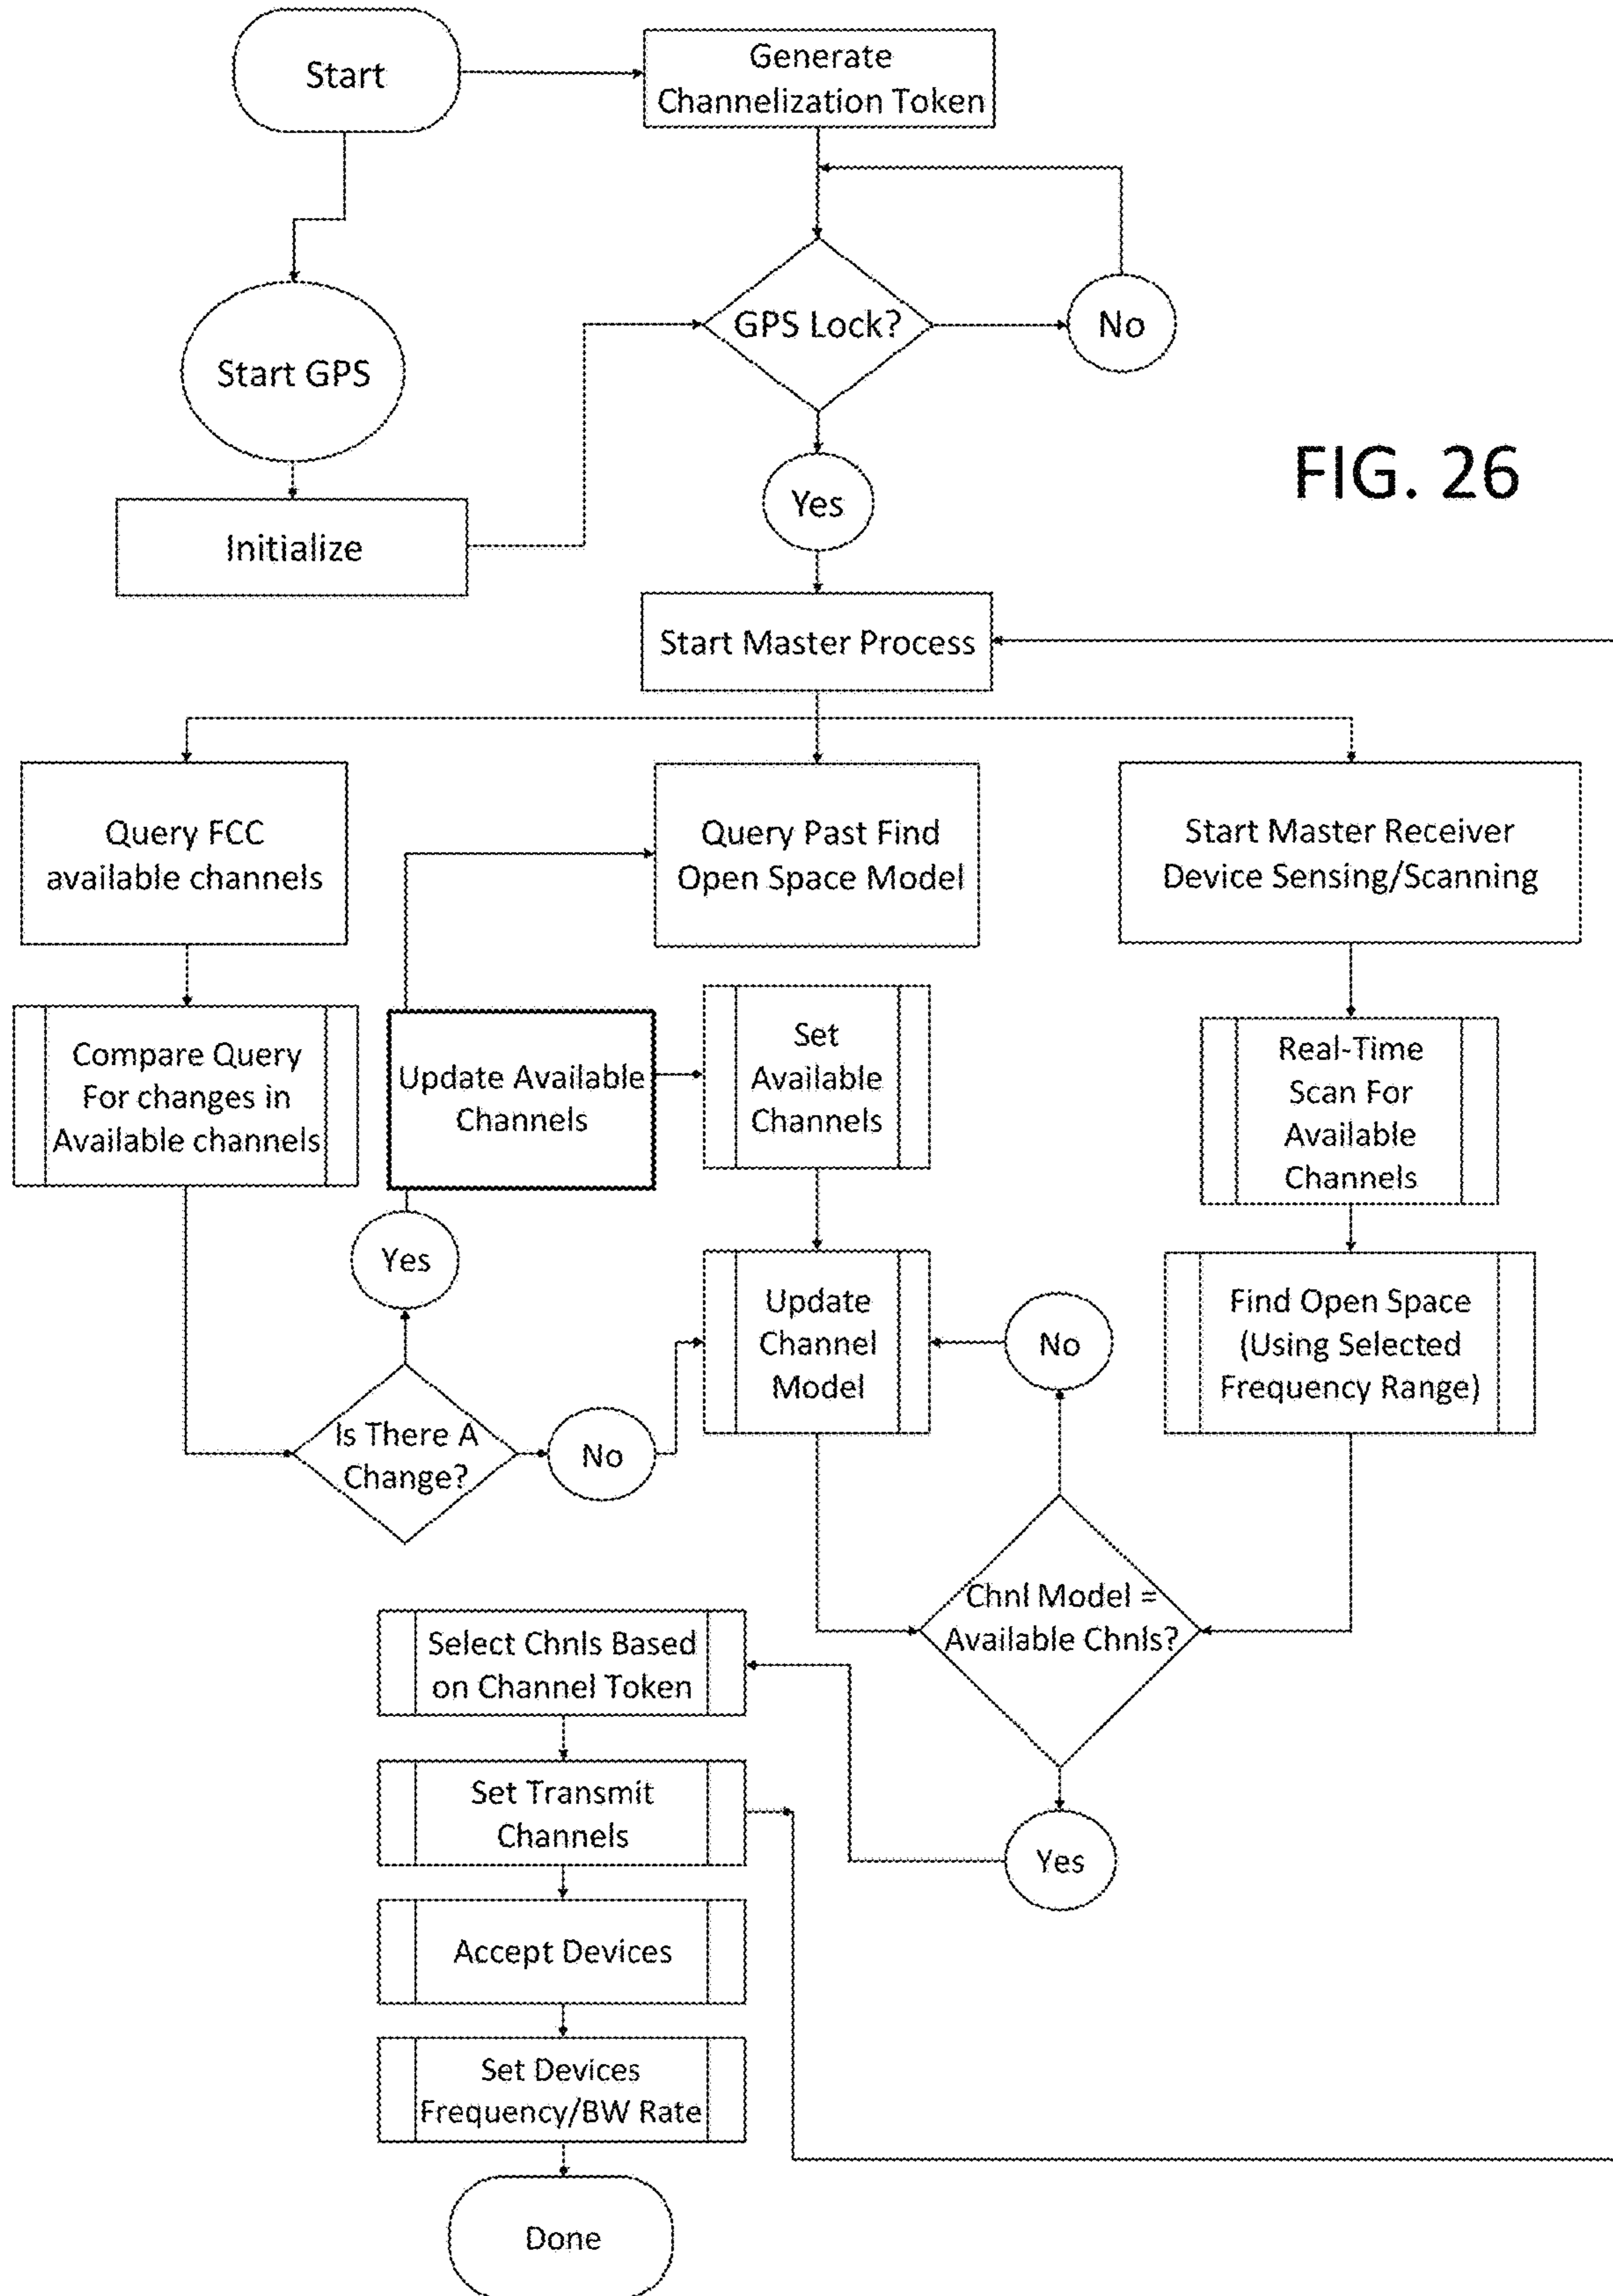 Start
Generate
Channelization Token
GPS Lock?
No
Start GPS
Yes
FIG. 26
Initialize
Start Master Process
Query FCC
available channels
Query Past Find
Open Space Model
Start Master Receiver
Device Sensing/Scanning
Compare Query
For changes in
Available channels
Update Available
Channels
Set
Available
Channels
Real-Time
Scan For
Available
Channels
Yes
Update
Channel
Model
No
Find Open Space
(Using Selected
Frequency Range)
Is There A
Change?
No
Chnl Model =
Available Chnls?
Select Chnls Based
on Channel Token
Set Transmit
Channels
Yes
Accept Devices
Set Devices
Frequency/BW Rate
Done